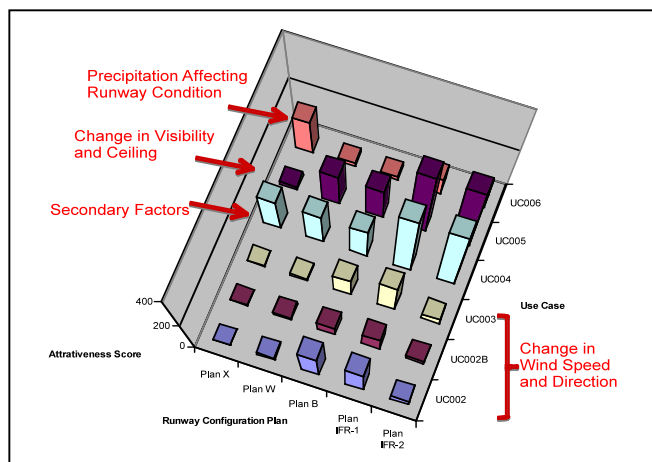 Precipitation Affecting
Runway Condition
Change in Visibility
and Ceiling
Secondary Factors
400
200
0
Attrativeness Score
Plan X
Plan W
Plan B
Plan
IFR-1
Plan
IFR-2
Runway Configuration Plan
UC006
UC005
UC004
UC003
UC002B
UC002
Use Case
Change in
Wind Speed
and Direction